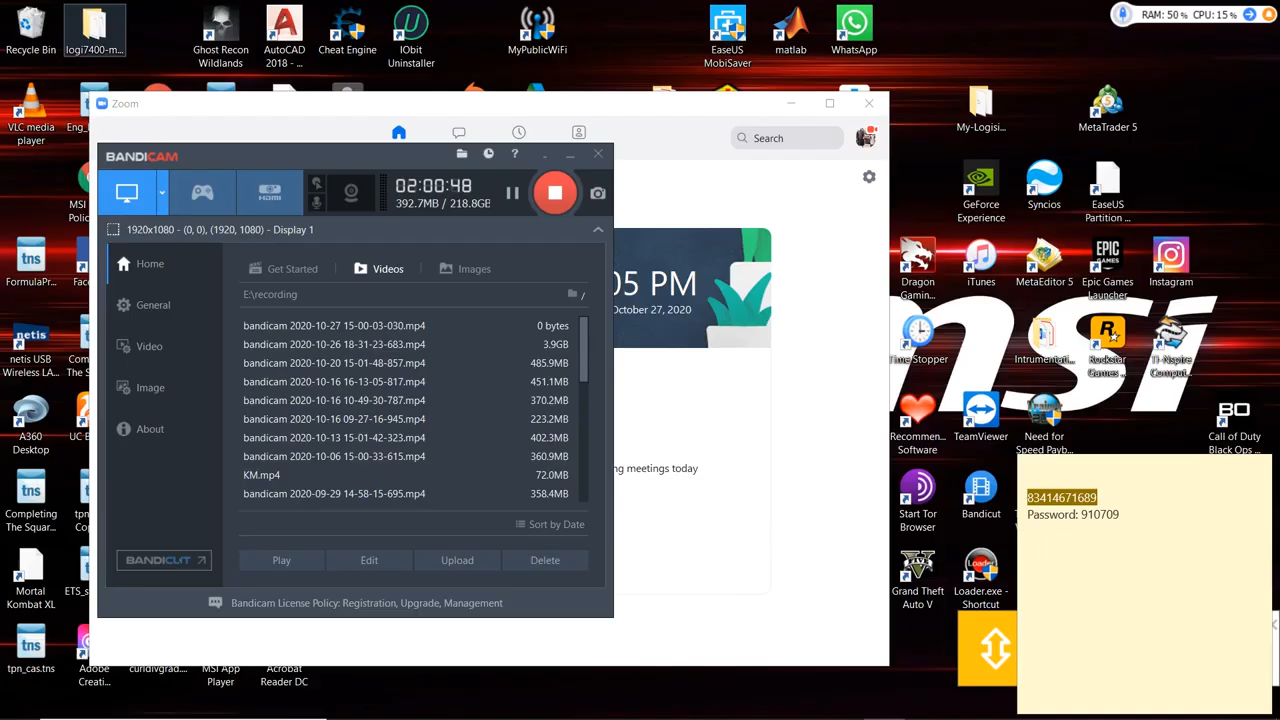 Recycle Bin
logi7400-m...
Ghost Recon
Wildlands
AutoCAD
2018 - ...
Cheat Engine
IObit
Uninstaller
MyPublicWiFi
EaseUS
MobiSaver
matlab
WhatsApp
RAM: 50 % CPU: 15 %
VLC media
player
My-Logisi...
MetaTrader 5
GeForce
Experience
Syncios
EaseUS
Partition ...
Dragon
Gamin...
iTunes
MetaEditor 5
Epic Games
Launcher
Instagram
Time Stopper
Intrumentati...
Rockstar
Games ...
TI-Nspire
Comput...
Recommen...
Software
TeamViewer
Need for
Speed Payb...
Call of Duty
Black Ops ...
Start Tor
Browser
Bandicut
Grand Theft
Auto V
Loader.exe -
Shortcut
FormulaPr...
netis USB
Wireless LA...
A360
Desktop
Completing
The Squar...
Mortal
Kombat XL
tpn_cas.tns
Adobe
Creati...
curldivgrad....
MSI App
Player
Acrobat
Reader DC
Zoom
Search
05 PM
October 27, 2020
ng meetings today
BANDICAM
02:00:48
392.7MB / 218.8GB
HDMI
1920x1080 - (0, 0), (1920, 1080) - Display 1
Home
General
Video
Image
About
BANDICUT
Get Started
Videos
Images
E:\recording
bandicam 2020-10-27 15-00-03-030.mp4 0 bytes
bandicam 2020-10-26 18-31-23-683.mp4 3.9GB
bandicam 2020-10-20 15-01-48-857.mp4 485.9MB
bandicam 2020-10-16 16-13-05-817.mp4 451.1MB
bandicam 2020-10-16 10-49-30-787.mp4 370.2MB
bandicam 2020-10-16 09-27-16-945.mp4 223.2MB
bandicam 2020-10-13 15-01-42-323.mp4 402.3MB
bandicam 2020-10-06 15-00-33-615.mp4 360.9MB
KM.mp4 72.0MB
bandicam 2020-09-29 14-58-15-695.mp4 358.4MB
Sort by Date
Play Edit Upload Delete
Bandicam License Policy: Registration, Upgrade, Management
83414671689
Password: 910709
msi